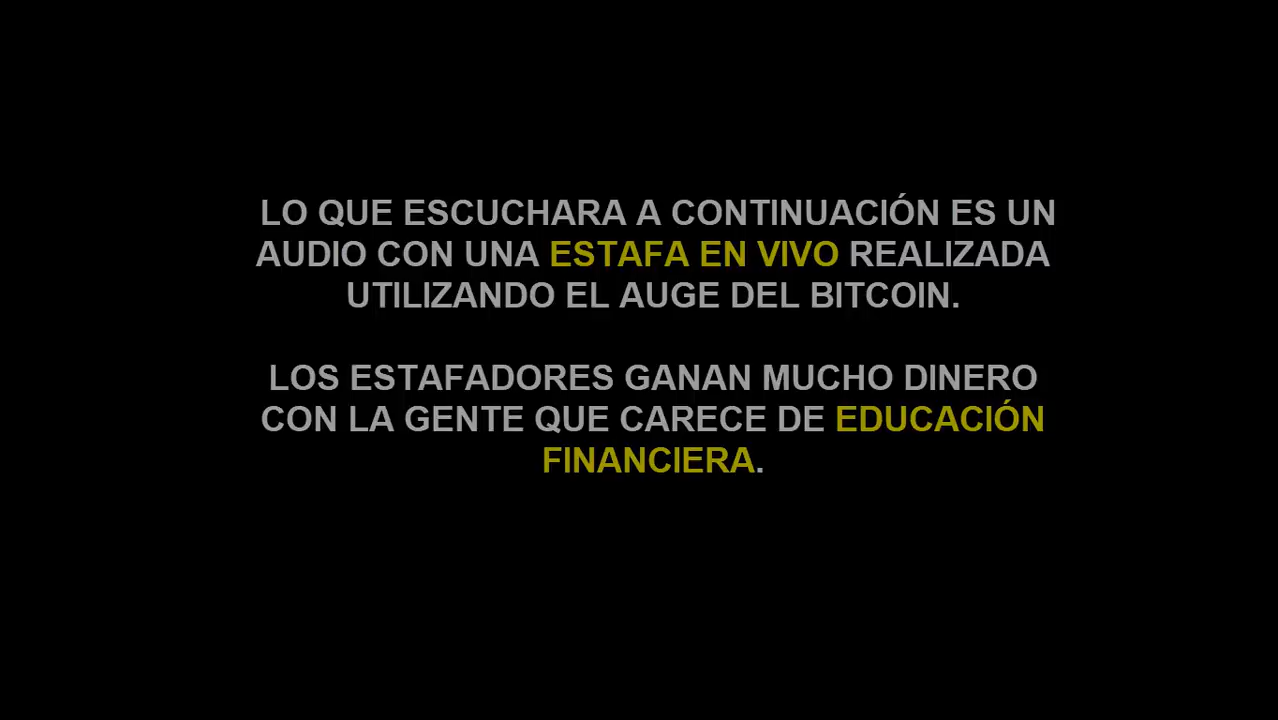 LO QUE ESCUCHARA A CONTINUACIÓN ES UN
AUDIO CON UNA ESTAFA EN VIVO REALIZADA
UTILIZANDO EL AUGE DEL BITCOIN.
LOS ESTAFADORES GANAN MUCHO DINERO
CON LA GENTE QUE CARECE DE EDUCACIÓN
FINANCIERA.